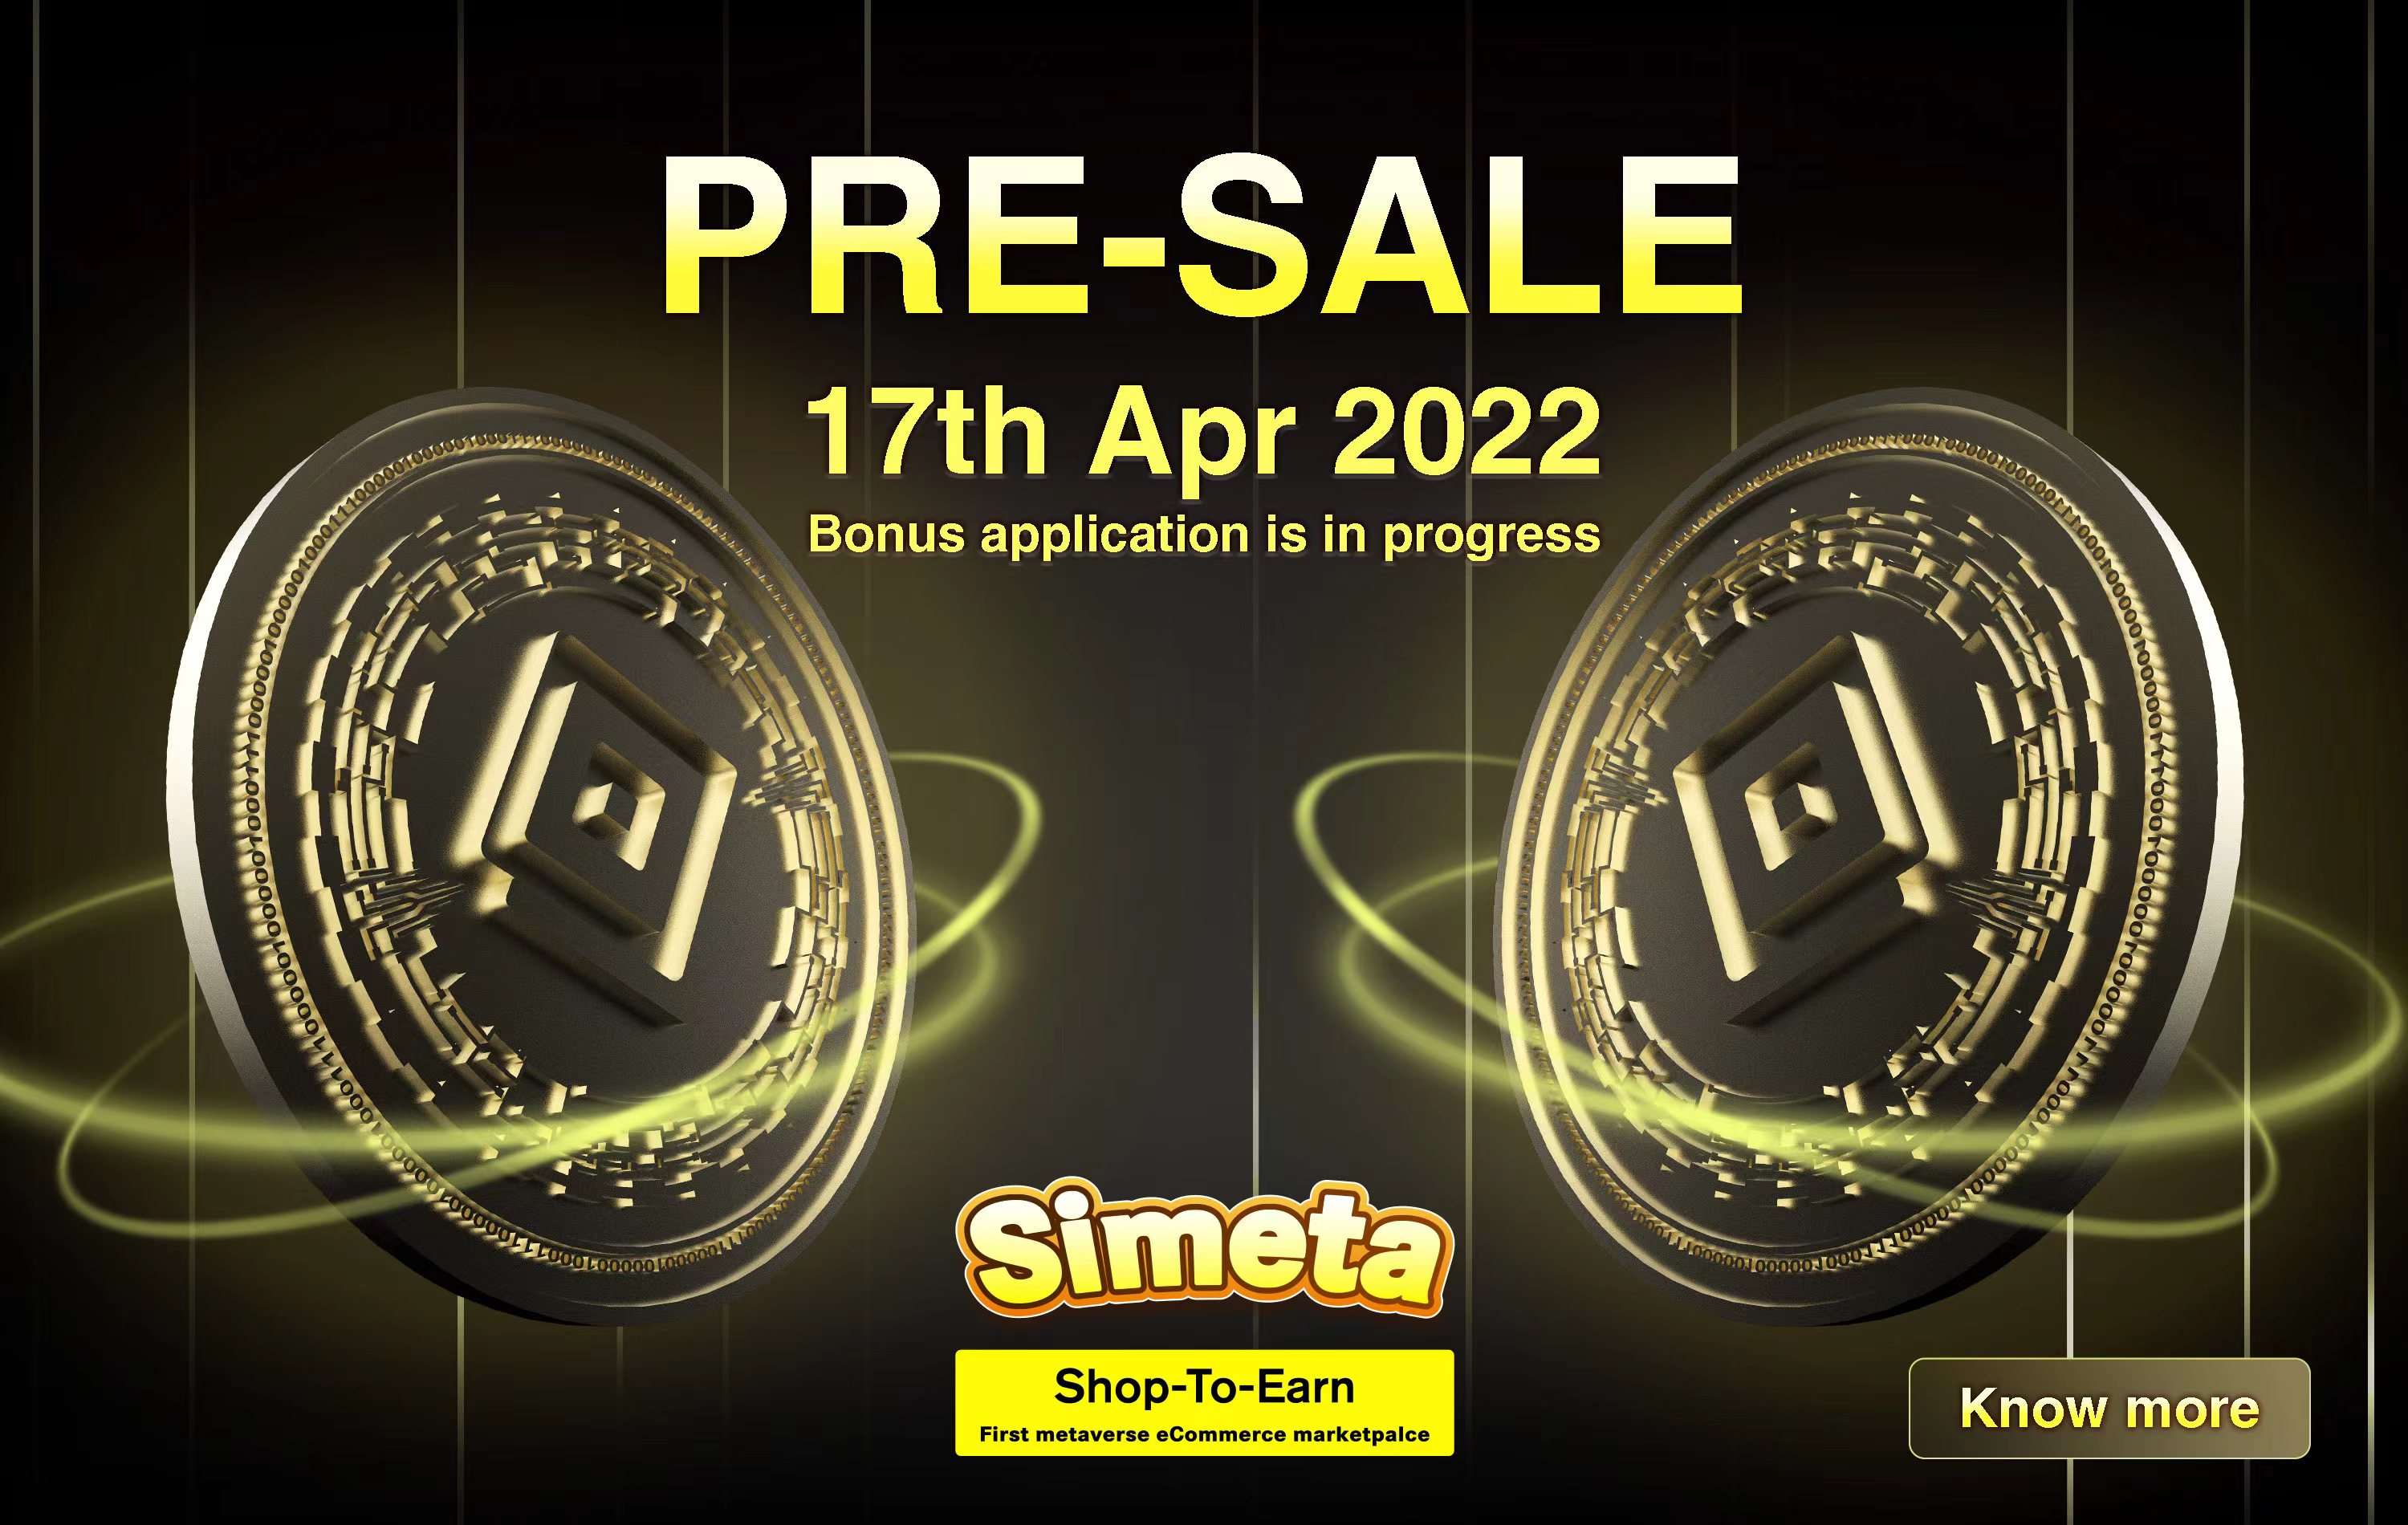 PRE-SALE
17th Apr 2022
Bonus application is in progress
Simeta
Shop-To-Earn
First metaverse eCommerce marketpalce
Know more